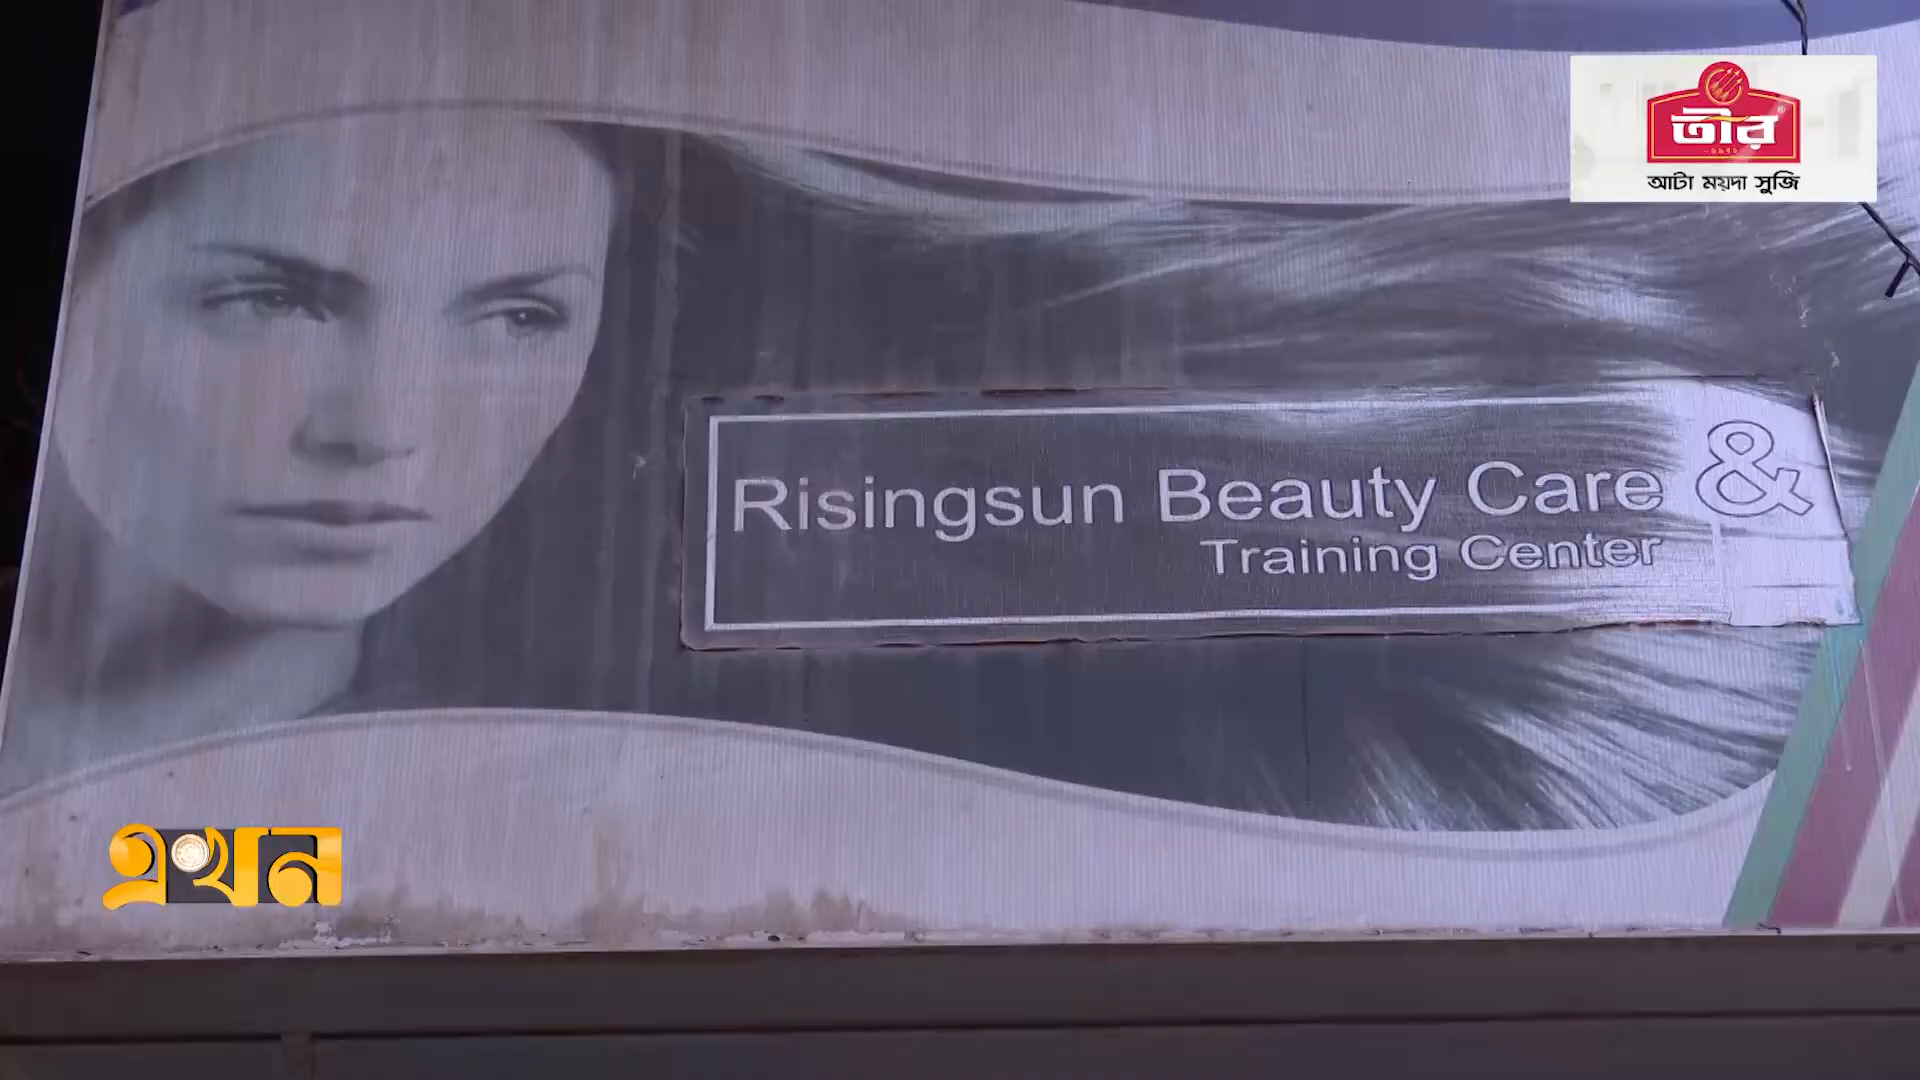 তীর
আটা ময়দা সুজি
Risingsun Beauty Care &
Training Center
এখন